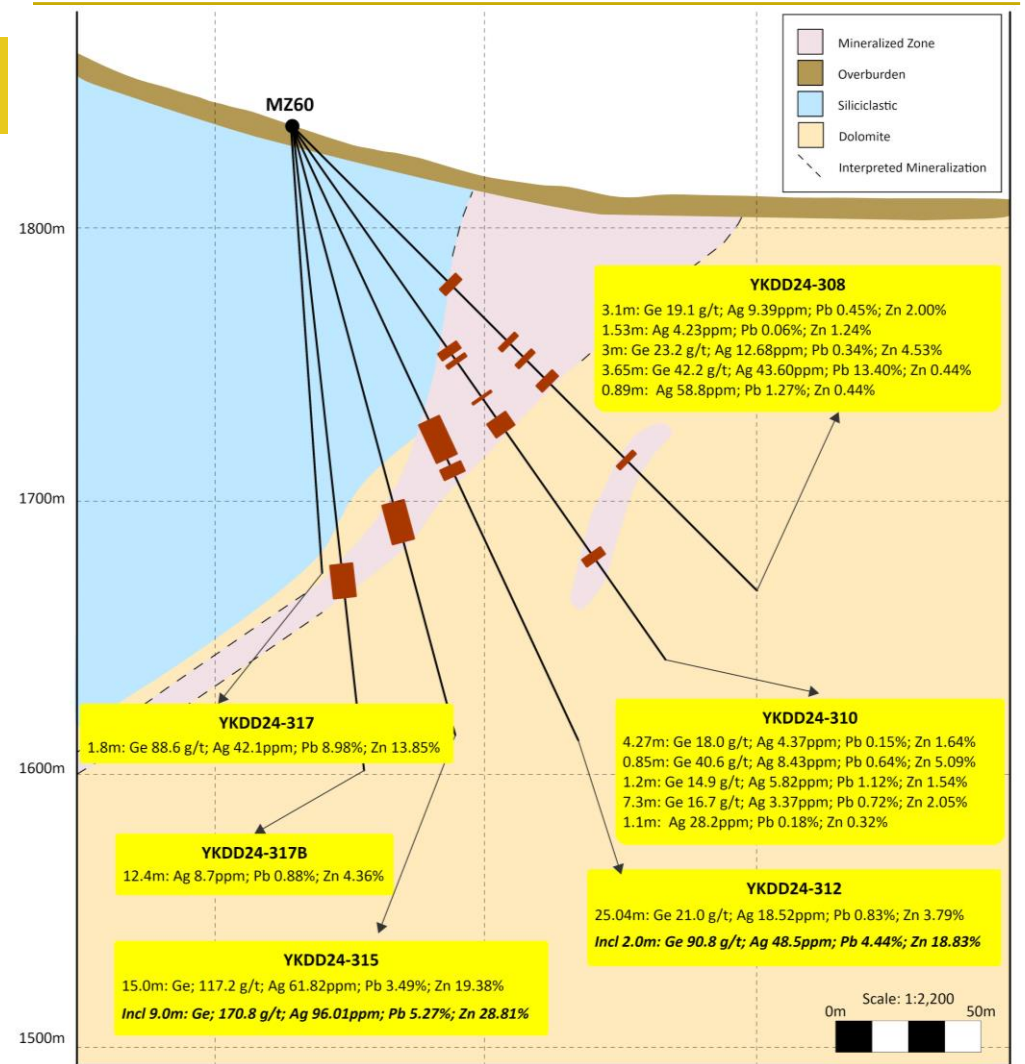 Mineralized Zone
Overburden
Siliciclastic
Dolomite
Interpreted Mineralization
MZ60
1800m
1700m
1600m
1500m
YKDD24-308
3.1m: Ge 19.1 g/t; Ag 9.39ppm; Pb 0.45%; Zn 2.00%
1.53m: Ag 4.23ppm; Pb 0.06%; Zn 1.24%
3m: Ge 23.2 g/t; Ag 12.68ppm; Pb 0.34%; Zn 4.53%
3.65m: Ge 42.2 g/t; Ag 43.60ppm; Pb 13.40%; Zn 0.44%
0.89m: Ag 58.8ppm; Pb 1.27%; Zn 0.44%
YKDD24-317
1.8m: Ge 88.6 g/t; Ag 42.1ppm; Pb 8.98%; Zn 13.85%
YKDD24-310
4.27m: Ge 18.0 g/t; Ag 4.37ppm; Pb 0.15%; Zn 1.64%
0.85m: Ge 40.6 g/t; Ag 8.43ppm; Pb 0.64%; Zn 5.09%
1.2m: Ge 14.9 g/t; Ag 5.82ppm; Pb 1.12%; Zn 1.54%
7.3m: Ge 16.7 g/t; Ag 3.37ppm; Pb 0.72%; Zn 2.05%
1.1m: Ag 28.2ppm; Pb 0.18%; Zn 0.32%
YKDD24-317B
12.4m: Ag 8.7ppm; Pb 0.88%; Zn 4.36%
YKDD24-312
25.04m: Ge 21.0 g/t; Ag 18.52ppm; Pb 0.83%; Zn 3.79%
Incl 2.0m: Ge 90.8 g/t; Ag 48.5ppm; Pb 4.44%; Zn 18.83%
YKDD24-315
15.0m: Ge; 117.2 g/t; Ag 61.82ppm; Pb 3.49%; Zn 19.38%
Incl 9.0m: Ge; 170.8 g/t; Ag 96.01ppm; Pb 5.27%; Zn 28.81%
Scale: 1:2,200
0m 50m